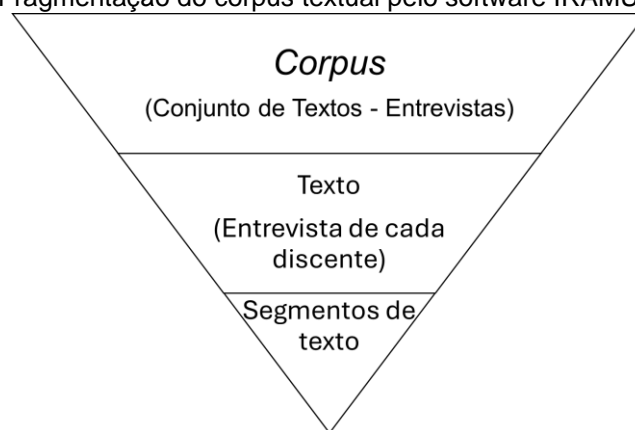 Fragmentação do corpus textual pelo software IRAMU
Corpus
(Conjunto de Textos - Entrevistas)
Texto
(Entrevista de cada
discente)
Segmentos de
texto